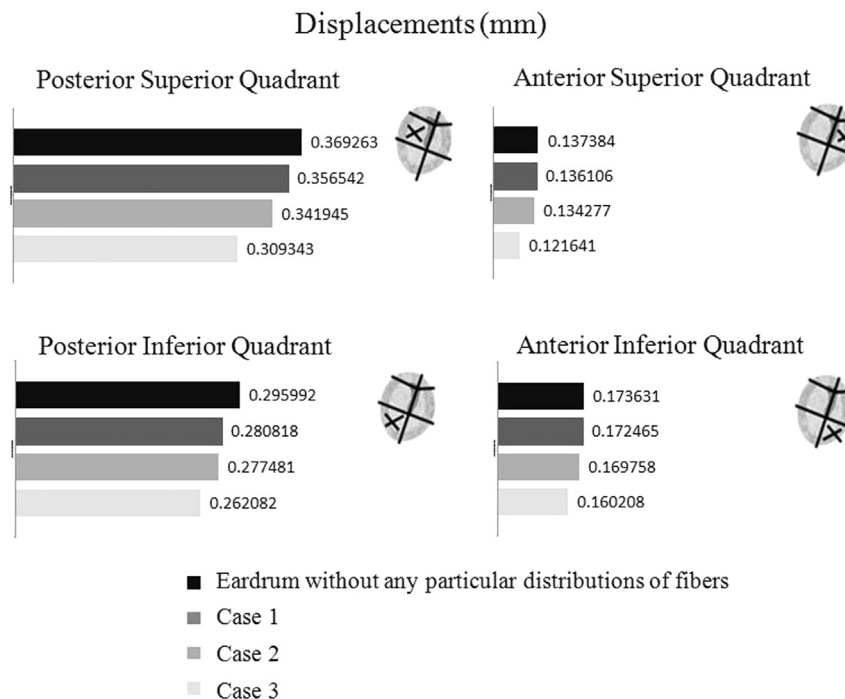 Displacements (mm)
Posterior Superior Quadrant
0.369263
0.356542
0.341945
0.309343
Anterior Superior Quadrant
0.137384
0.136106
0.134277
0.121641
Posterior Inferior Quadrant
0.295992
0.280818
0.277481
0.262082
Anterior Inferior Quadrant
0.173631
0.172465
0.169758
0.160208
Eardrum without any particular distributions of fibers
Case 1
Case 2
Case 3